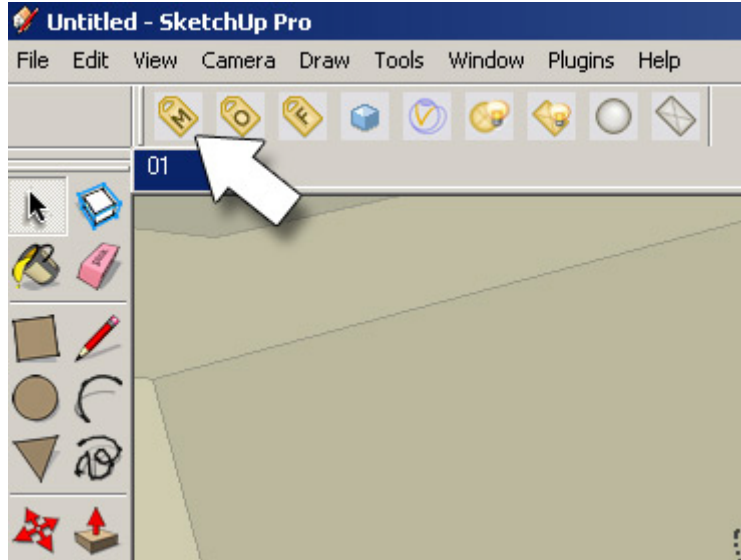 Untitled - SketchUp Pro
File Edit View Camera Draw Tools Window Plugins Help
M O F
01